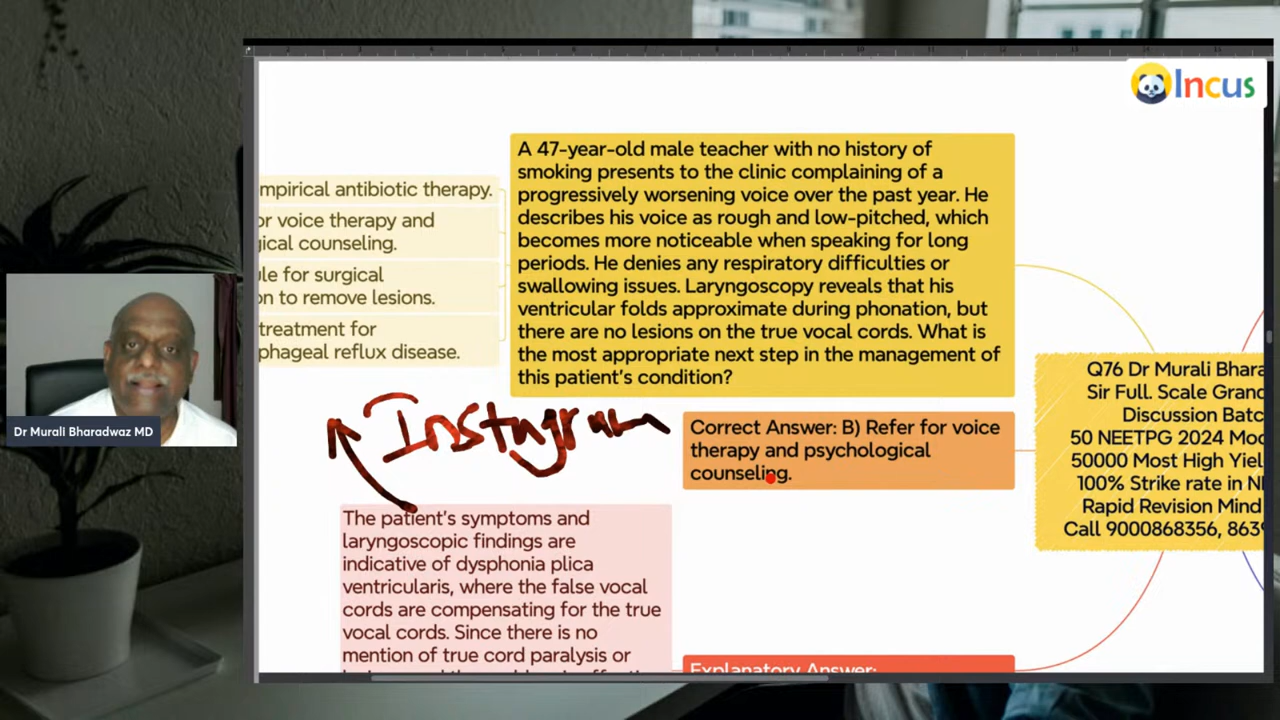 Incus
A 47-year-old male teacher with no history of
smoking presents to the clinic complaining of a
progressively worsening voice over the past year. He
describes his voice as rough and low-pitched, which
becomes more noticeable when speaking for long
periods. He denies any respiratory difficulties or
swallowing issues. Laryngoscopy reveals that his
ventricular folds approximate during phonation, but
there are no lesions on the true vocal cords. What is
the most appropriate next step in the management of
this patient's condition?
mpirical antibiotic therapy.
or voice therapy and
gical counseling.
le for surgical
on to remove lesions.
treatment for
phageal reflux disease.
Instagram
Correct Answer: B) Refer for voice
therapy and psychological
counseling.
Q76 Dr Murali Bhara
Sir Full. Scale Gran
Discussion Batc
50 NEETPG 2024 Moc
50000 Most High Yiel
100% Strike rate in N
Rapid Revision Mind
Call 9000868356, 863
The patient's symptoms and
laryngoscopic findings are
indicative of dysphonia plica
ventricularis, where the false vocal
cords are compensating for the true
vocal cords. Since there is no
mention of true cord paralysis or
Explanatory Answer:
Dr Murali Bharadwaz MD